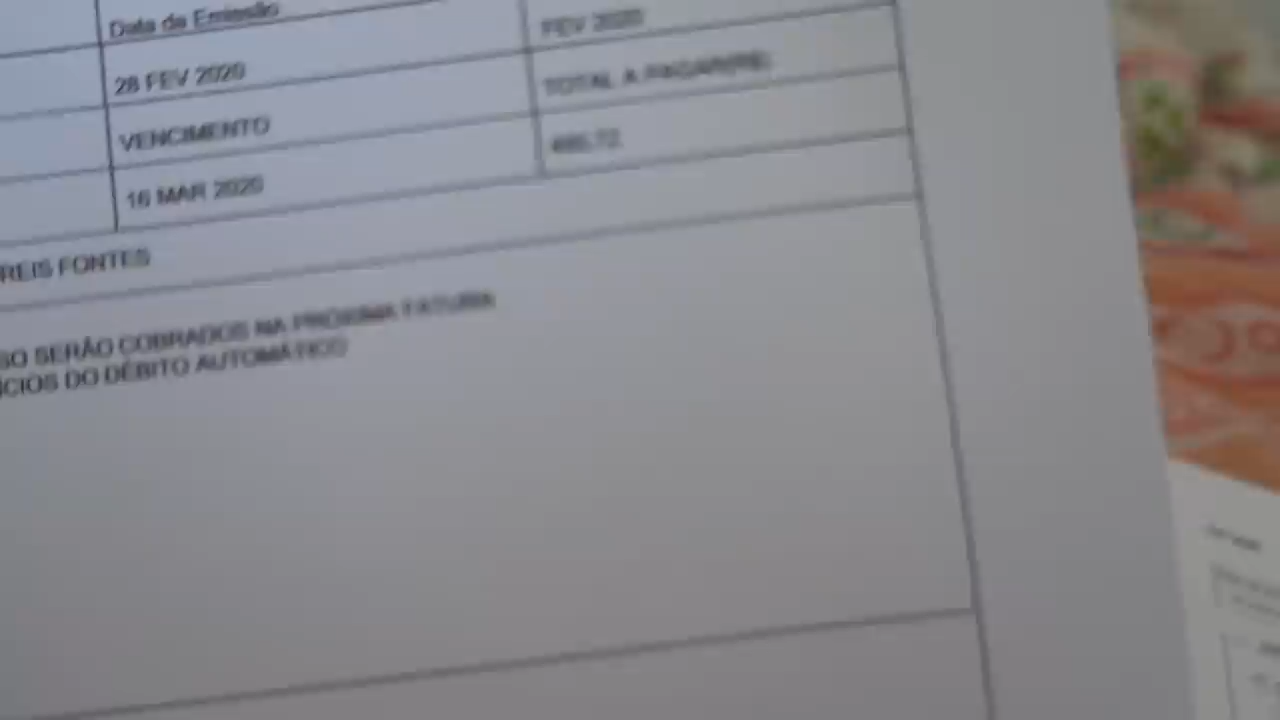 Data da Emissão
FEV 2020
28 FEV 2020
TOTAL A PAGAR(R$)
VENCIMENTO
16 MAR 2020
REIS FONTES
SO SERÃO COBRADOS NA PRÓXIMA FATURA
ÍCIOS DO DÉBITO AUTOMÁTICO